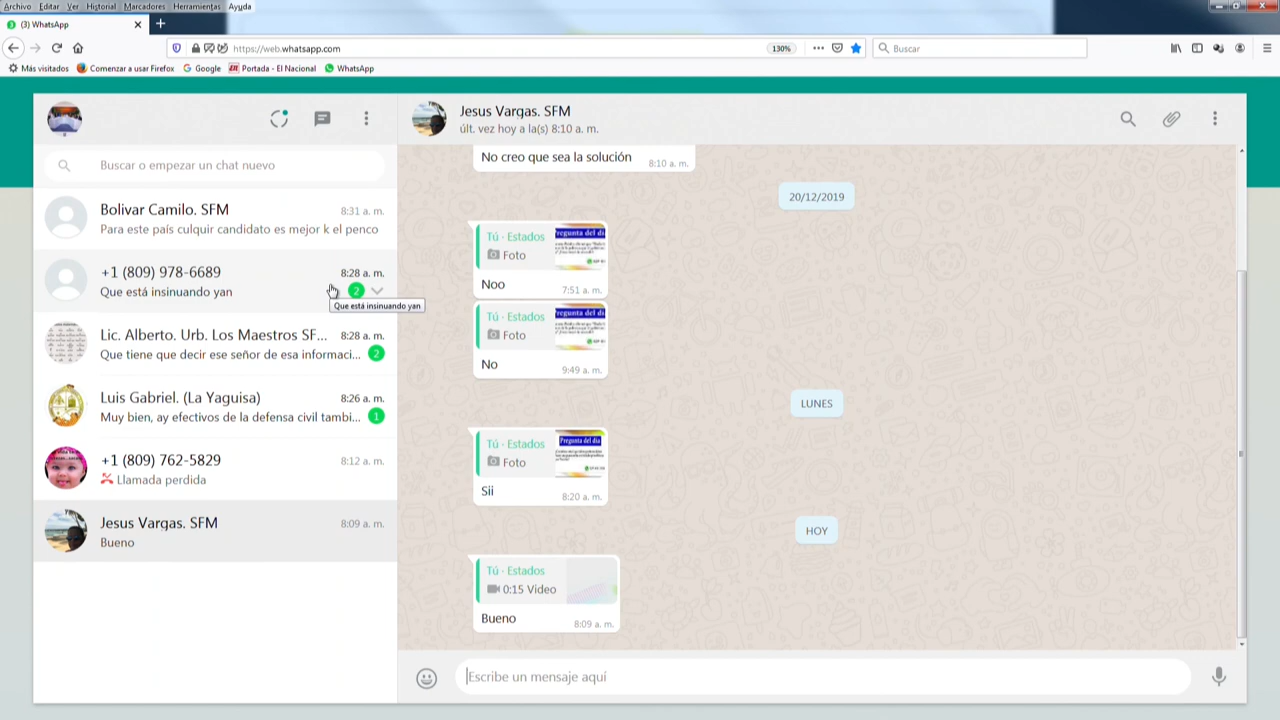 Archivo Editar Ver Historial Marcadores Herramientas Ayuda
(3) WhatsApp
https://web.whatsapp.com
130%
Buscar
Más visitados
Comenzar a usar Firefox
Google
Portada - El Nacional
WhatsApp
Buscar o empezar un chat nuevo
Bolivar Camilo. SFM
8:31 a. m.
Para este país culquir candidato es mejor k el penco
+1 (809) 978-6689
8:28 a. m.
Que está insinuando yan
2
Que está insinuando yan
Lic. Alberto. Urb. Los Maestros SF...
8:28 a. m.
Que tiene que decir ese señor de esa informaci...
2
Luis Gabriel. (La Yaguisa)
8:26 a. m.
Muy bien, ay efectivos de la defensa civil tambi...
1
+1 (809) 762-5829
8:12 a. m.
Llamada perdida
Jesus Vargas. SFM
8:09 a. m.
Bueno
Jesus Vargas. SFM
últ. vez hoy a la(s) 8:10 a. m.
No creo que sea la solución
8:10 a. m.
20/12/2019
Tú · Estados
Foto
Pregunta del dí
Noo
7:51 a. m.
Tú · Estados
Foto
Pregunta del dí
No
9:49 a. m.
LUNES
Tú · Estados
Foto
Pregunta del día
Sii
8:20 a. m.
HOY
Tú · Estados
0:15 Video
Bueno
8:09 a. m.
Escribe un mensaje aquí